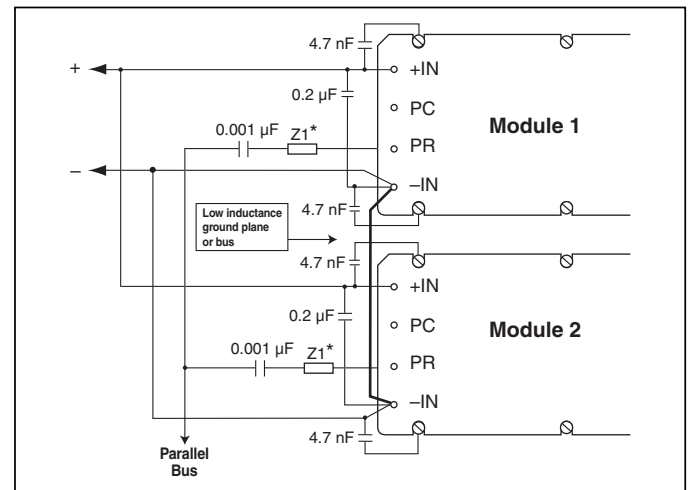 4.7 nF
+
+IN
0.2 µF
PC
Module 1
0.001 µF
Z1*
PR
–
–IN
4.7 nF
Low inductance
ground plane
or bus
4.7 nF
+IN
0.2 µF
PC
Module 2
0.001 µF
Z1*
PR
–IN
4.7 nF
Parallel
Bus